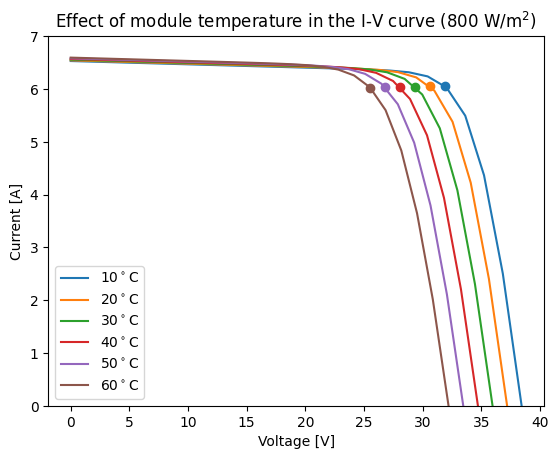 Effect of module temperature in the I-V curve (800 W/m²)
7
6
5
4
3
2
1
0
Current [A]
10°C
20°C
30°C
40°C
50°C
60°C
0 5 10 15 20 25 30 35 40
Voltage [V]